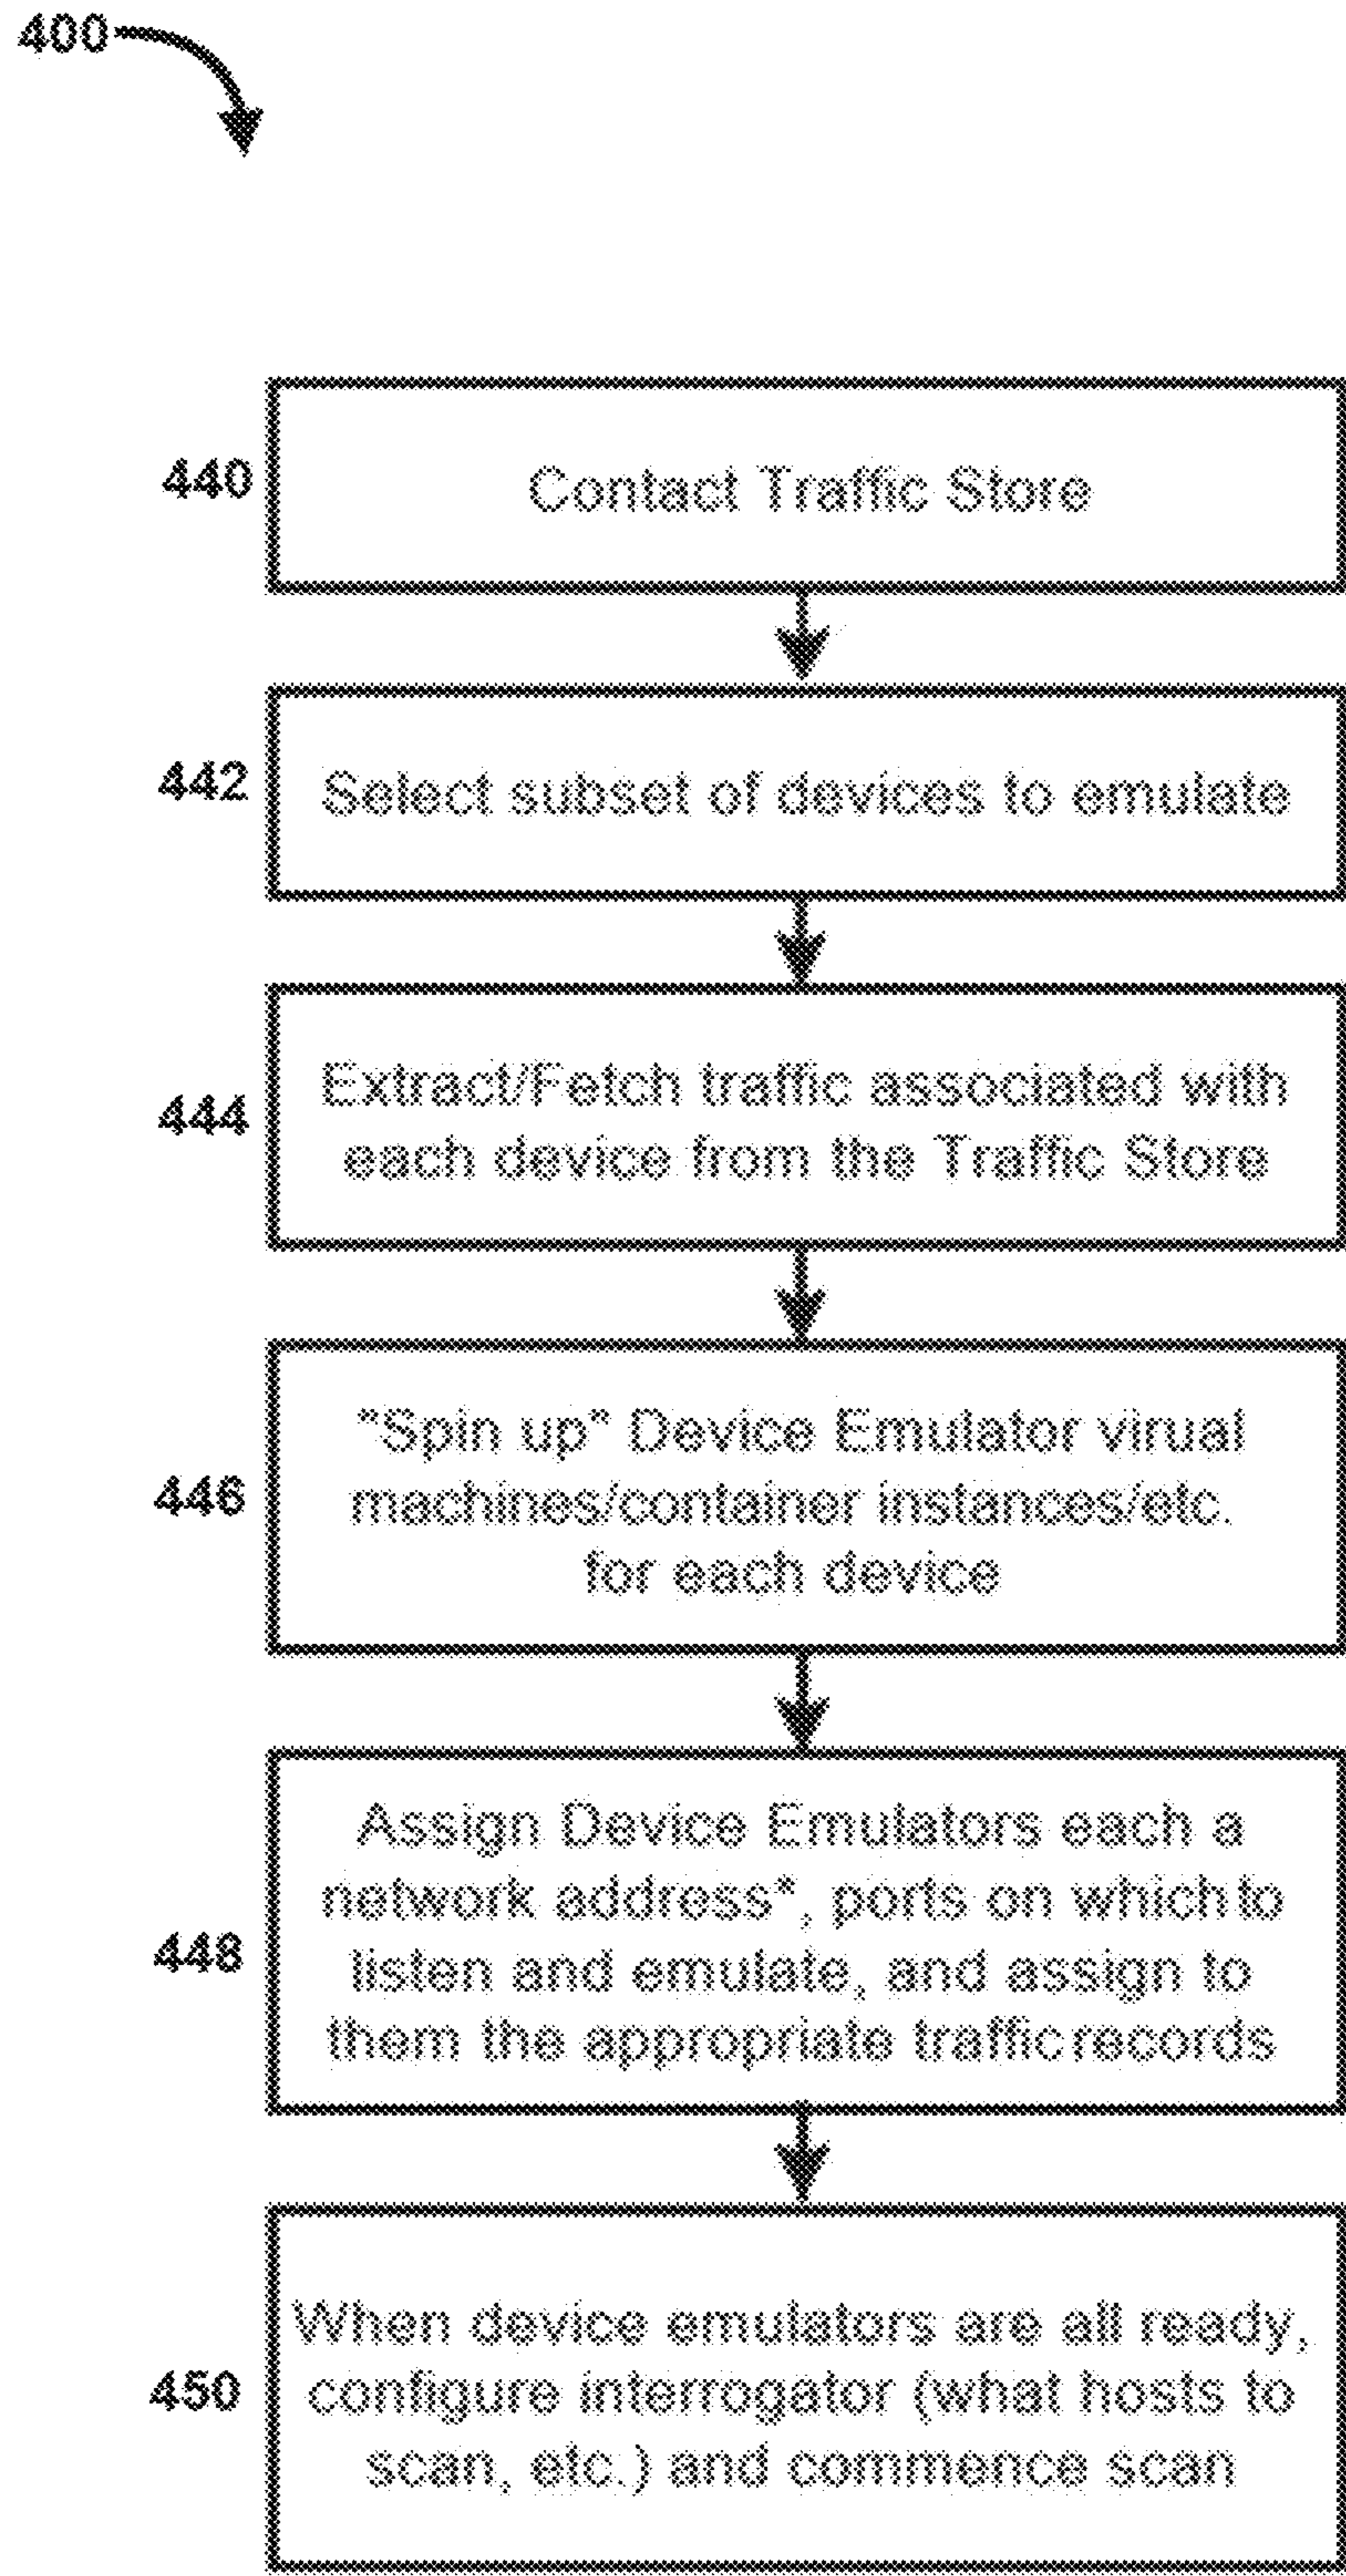 400
440
Contact Traffic Store
442
Select subset of devices to emulate
444
Extract/Fetch traffic associated with
each device from the Traffic Store
446
"Spin up" Device Emulator virual
machines/container instances/etc.
for each device
448
Assign Device Emulators each a
network address*, ports on which to
listen and emulate, and assign to
them the appropriate traffic records
450
When device emulators are all ready,
configure interrogator (what hosts to
scan, etc.) and commence scan